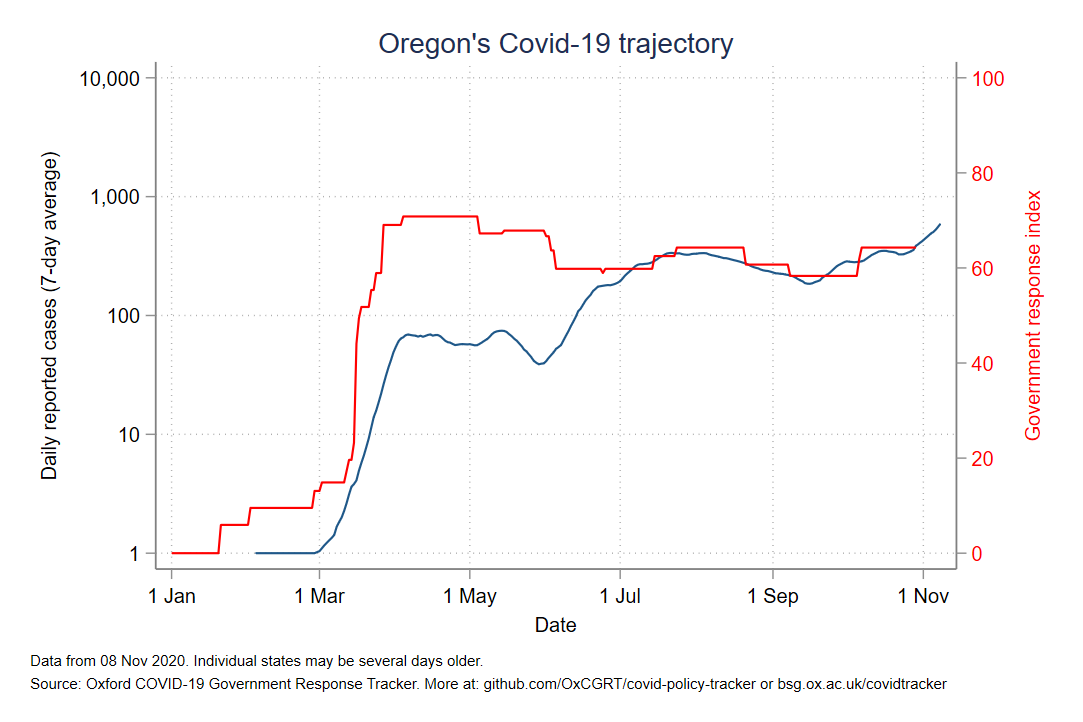 Oregon's Covid-19 trajectory
10,000
1,000
100
10
1
Daily reported cases (7-day average)
100
80
60
40
20
0
Government response index
1 Jan 1 Mar 1 May 1 Jul 1 Sep 1 Nov
Date
Data from 08 Nov 2020. Individual states may be several days older.
Source: Oxford COVID-19 Government Response Tracker. More at: github.com/OxCGRT/covid-policy-tracker or bsg.ox.ac.uk/covidtracker